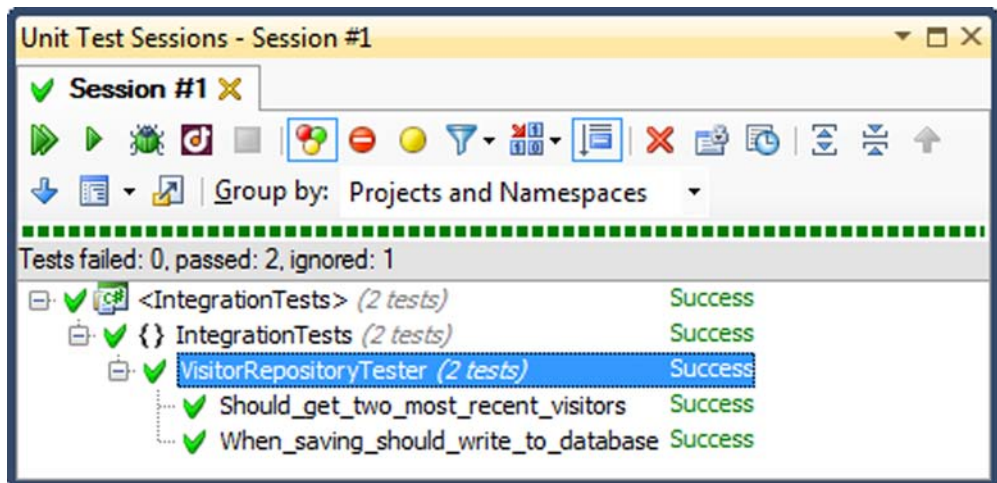 Unit Test Sessions - Session #1
Session #1
Group by: Projects and Namespaces
Tests failed: 0, passed: 2, ignored: 1
<IntegrationTests> (2 tests) Success
{} IntegrationTests (2 tests) Success
VisitorRepositoryTester (2 tests) Success
Should_get_two_most_recent_visitors Success
When_saving_should_write_to_database Success